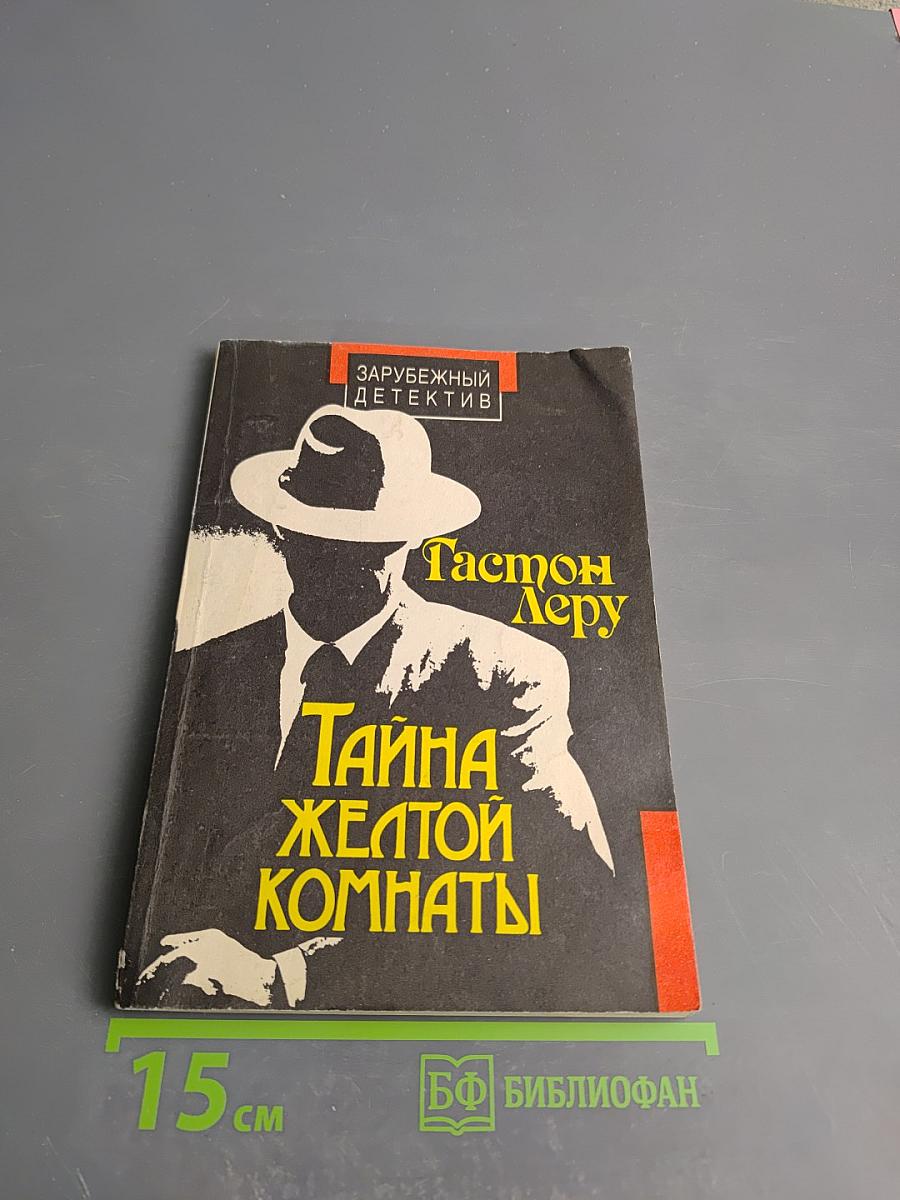 ЗАРУБЕЖНЫЙ
ДЕТЕКТИВ
Гастон
Леру
ТАЙНА
ЖЕЛТОЙ
КОМНАТЫ
15 см
БФ БИБЛИОФАН